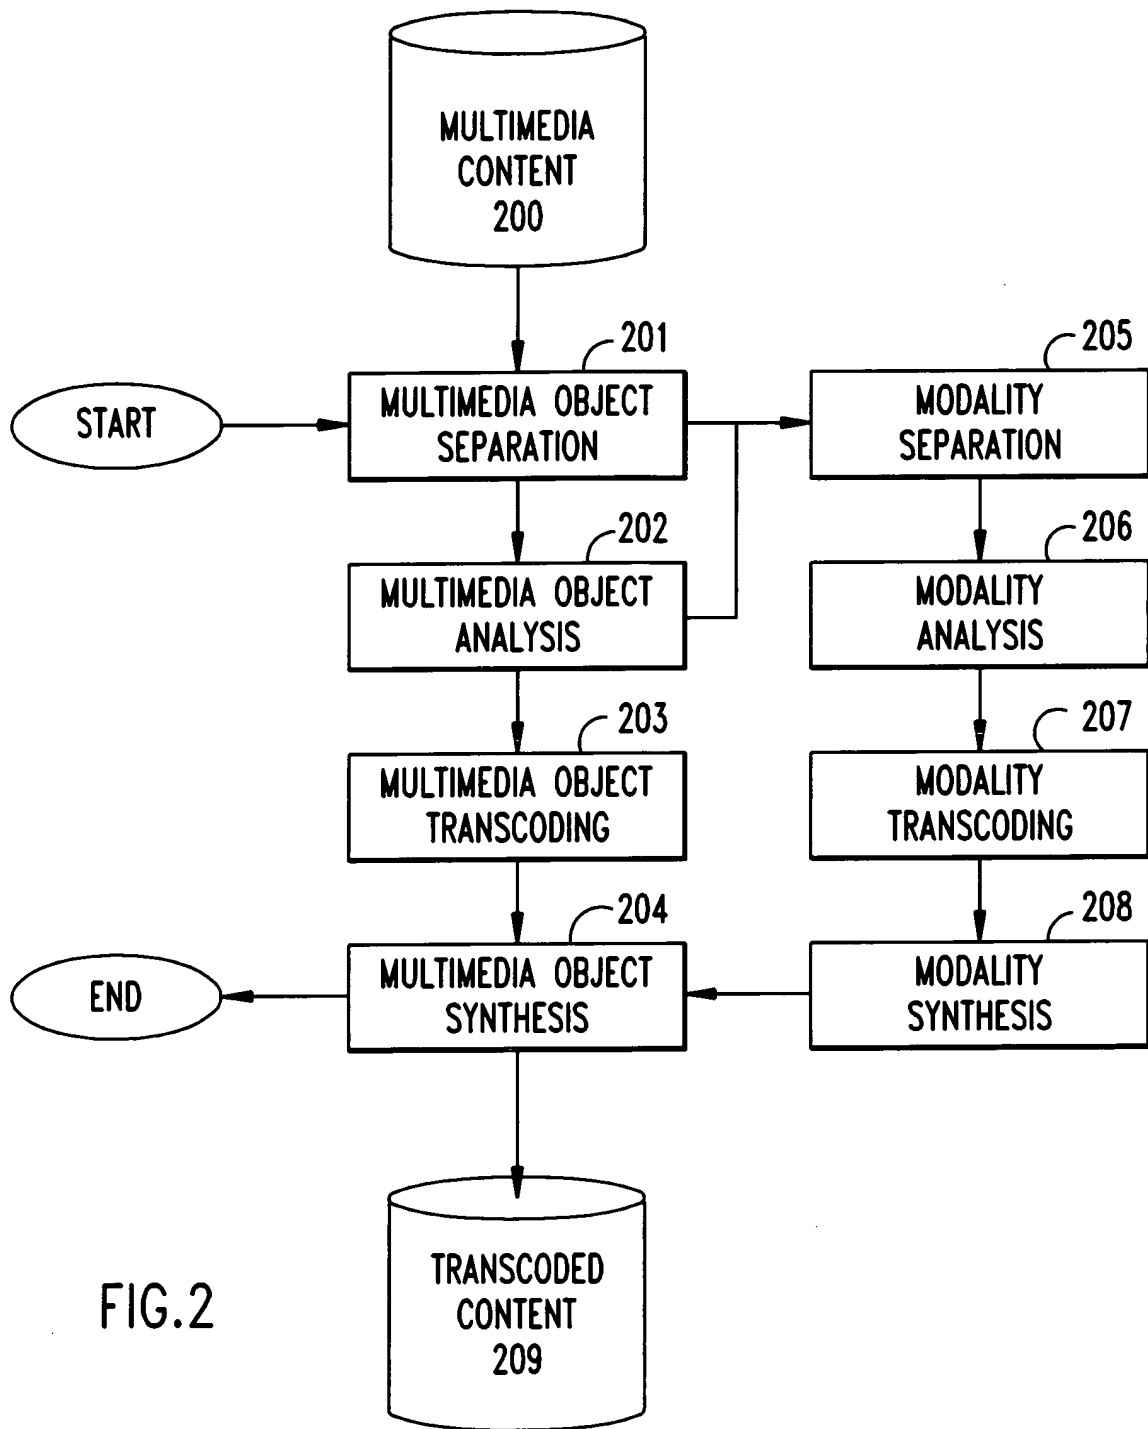 MULTIMEDIA
CONTENT
200
201
205
START
MULTIMEDIA OBJECT
SEPARATION
MODALITY
SEPARATION
202
206
MULTIMEDIA OBJECT
ANALYSIS
MODALITY
ANALYSIS
203
207
MULTIMEDIA OBJECT
TRANSCODING
MODALITY
TRANSCODING
204
208
END
MULTIMEDIA OBJECT
SYNTHESIS
MODALITY
SYNTHESIS
TRANSCODED
CONTENT
209
FIG.2